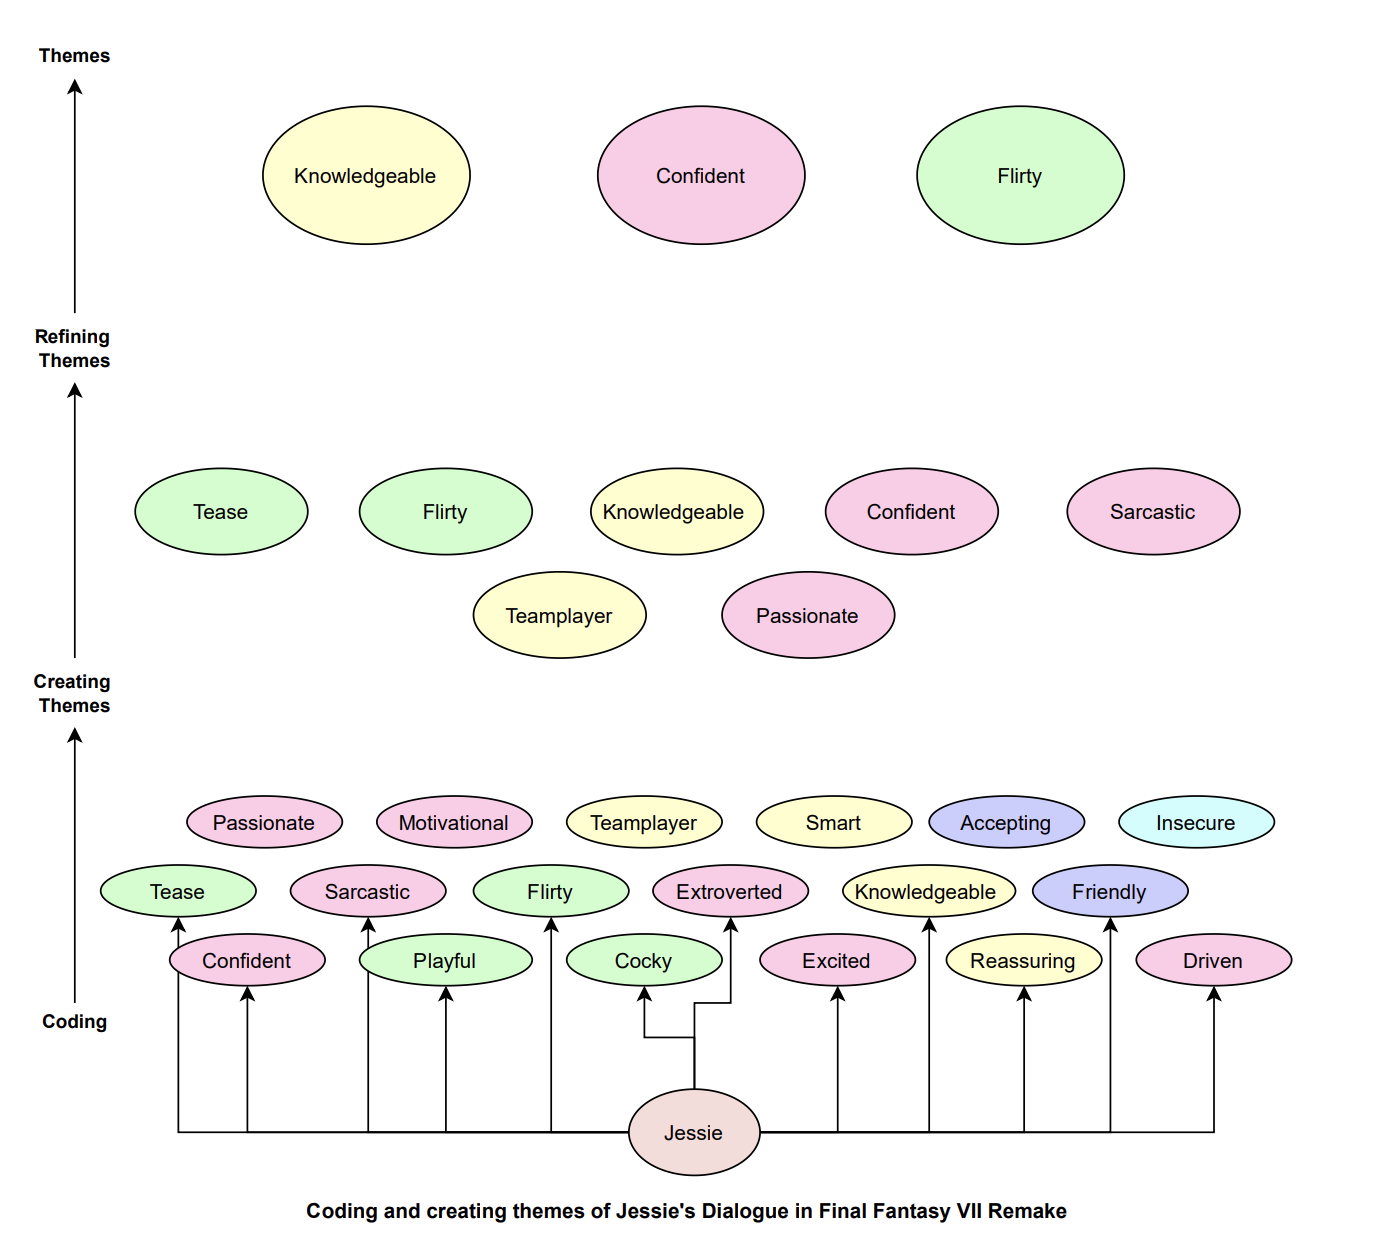 Themes
Knowledgeable
Confident
Flirty
Refining
Themes
Tease
Flirty
Knowledgeable
Confident
Sarcastic
Teamplayer
Passionate
Creating
Themes
Passionate
Motivational
Teamplayer
Smart
Accepting
Insecure
Tease
Sarcastic
Flirty
Extroverted
Knowledgeable
Friendly
Confident
Playful
Cocky
Excited
Reassuring
Driven
Coding
Jessie
Coding and creating themes of Jessie's Dialogue in Final Fantasy VII Remake